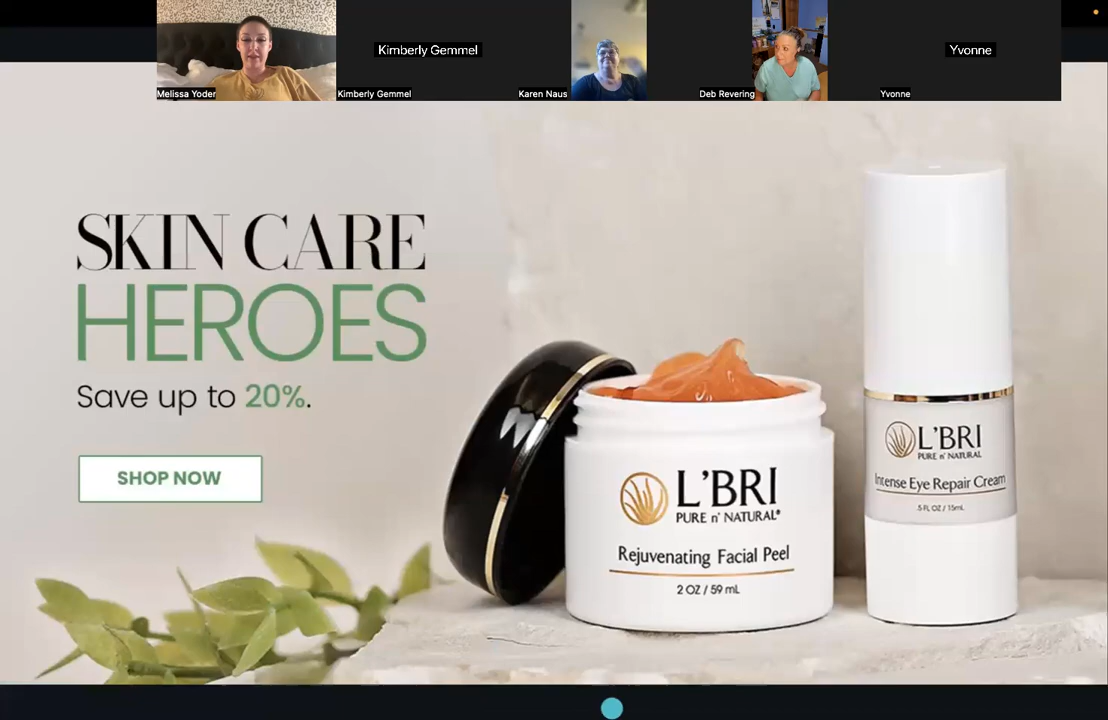 Kimberly Gemmel
Yvonne
Melissa Yoder
Kimberly Gemmel
Karen Naus
Deb Revering
Yvonne
SKIN CARE
HEROES
Save up to 20%.
SHOP NOW
L'BRI
PURE n' NATURAL®
Rejuvenating Facial Peel
2 OZ / 59 mL
L'BRI
PURE n' NATURAL
Intense Eye Repair Cream
.5 FL OZ / 15mL